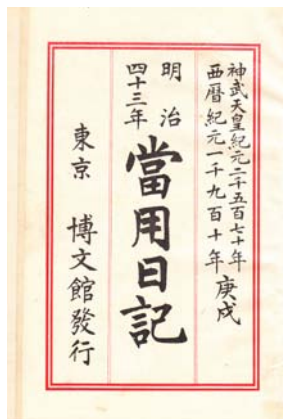 神武天皇紀元二千五百七十年
西暦紀元一千九百十年
庚戌
明治
四十三年
當用日記
東京 博文館發行